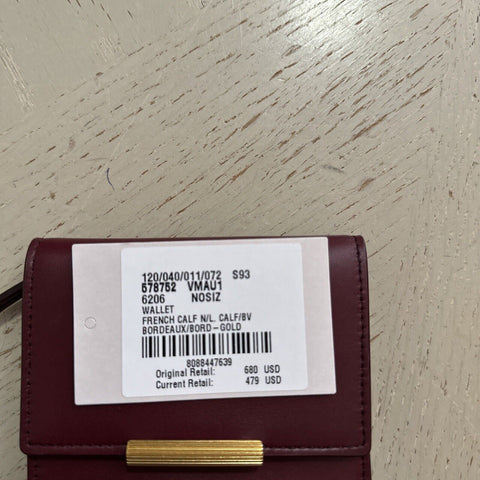 120/040/011/072 S93
578752 VMAU1
6206 NOSIZ
WALLET
FRENCH CALF N/L. CALF/BV
BORDEAUX/BORD-GOLD
8088447639
Original Retail: 680 USD
Current Retail: 479 USD